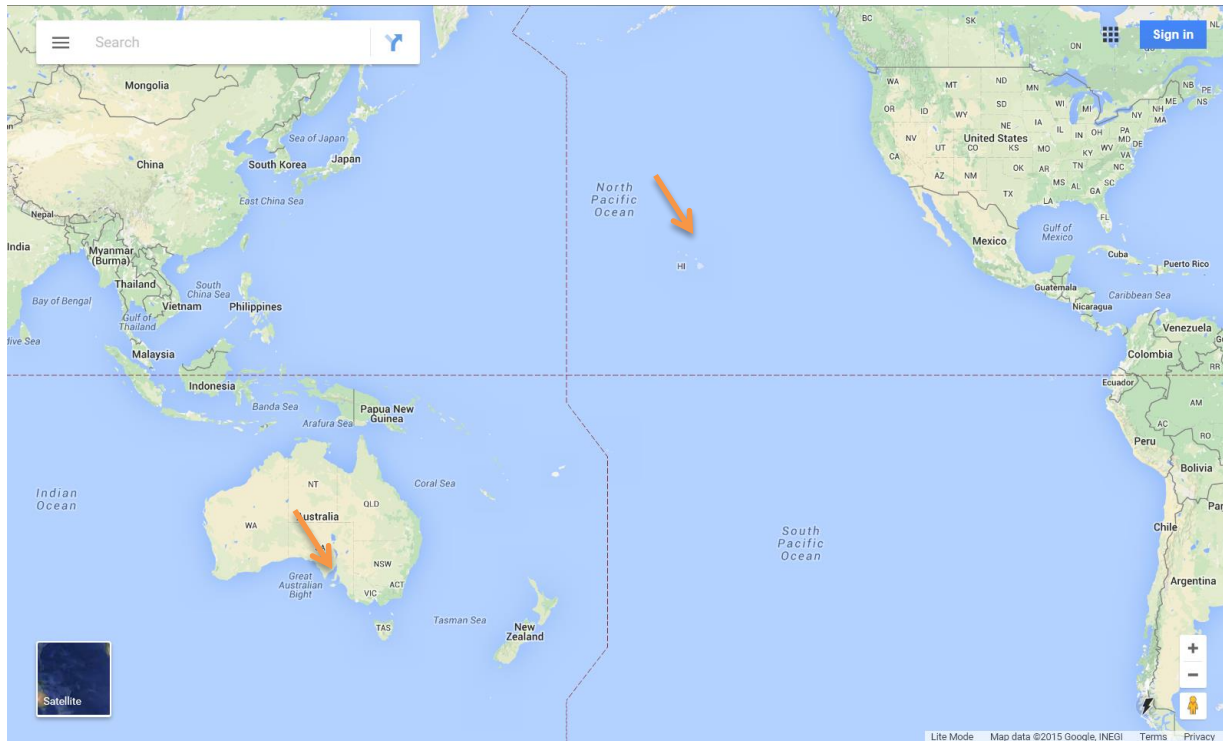 Search
Sign in
BC
SK
ON
NL
NB
PE
NS
Mongolia
WA
MT
ND
MN
OR
ID
WY
SD
WI
MI
NH
ME
NY
MA
Sea of Japan
NV
UT
United States
CO
NE
KS
IA
MO
IL
IN
OH
PA
MD
DE
China
South Korea
Japan
CA
KY
WV
VA
AZ
NM
OK
AR
TN
NC
TX
MS
AL
GA
SC
LA
FL
North
Pacific
Ocean
East China Sea
Nepal
India
Myanmar
(Burma)
Mexico
Gulf of
Mexico
Cuba
Puerto Rico
HI
Thailand
South
China Sea
Guatemala
Caribbean Sea
Bay of Bengal
Vietnam
Philippines
Nicaragua
Gulf of
Thailand
Venezuela
dive Sea
Malaysia
Colombia
RR
Indonesia
Ecuador
Banda Sea
Papua New
Guinea
Arafura Sea
AM
AC
RO
Peru
Bolivia
Indian
Ocean
NT
Coral Sea
QLD
Australia
WA
South
Pacific
Ocean
Chile
NSW
Great
Australian
Bight
VIC
ACT
Argentina
TAS
Tasman Sea
New
Zealand
Satellite
Lite Mode
Map data ©2015 Google, INEGI
Terms
Privacy